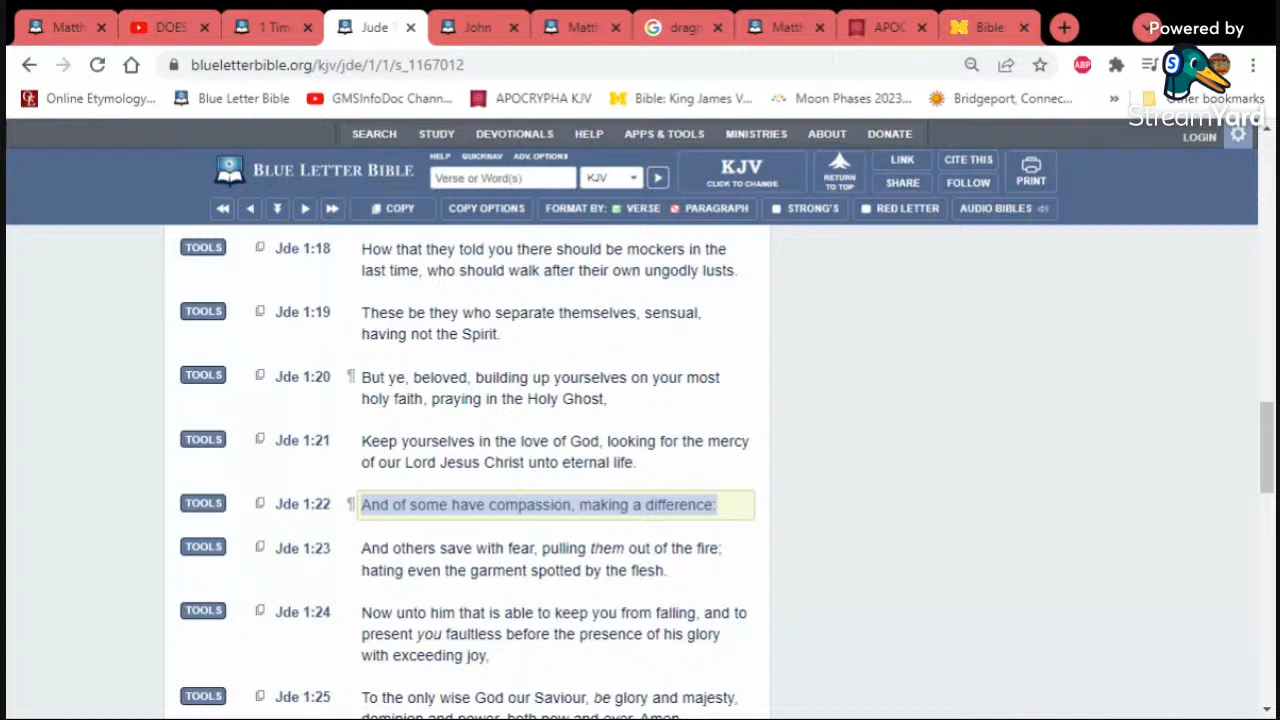 Matth
DOES
1 Tim
Jude
John
Matth
dragn
Matth
APOC
Bible:
Powered by
blueletterbible.org/kjv/jde/1/1/s_1167012
ABP
Online Etymology...
Blue Letter Bible
GMSInfoDoc Chann...
APOCRYPHA KJV
Bible: King James V...
Moon Phases 2023...
Bridgeport, Connec...
»
Other bookmarks
StreamYard
SEARCH STUDY DEVOTIONALS HELP APPS & TOOLS MINISTRIES ABOUT DONATE
LOGIN
BLUE LETTER BIBLE
HELP QUICKNAV ADV. OPTIONS
Verse or Word(s)
KJV
KJV
CLICK TO CHANGE
RETURN
TO TOP
LINK
CITE THIS
SHARE
FOLLOW
PRINT
COPY
COPY OPTIONS
FORMAT BY: VERSE PARAGRAPH
STRONG'S
RED LETTER
AUDIO BIBLES
TOOLS Jde 1:18 How that they told you there should be mockers in the
last time, who should walk after their own ungodly lusts.
TOOLS Jde 1:19 These be they who separate themselves, sensual,
having not the Spirit.
TOOLS Jde 1:20 ¶ But ye, beloved, building up yourselves on your most
holy faith, praying in the Holy Ghost,
TOOLS Jde 1:21 Keep yourselves in the love of God, looking for the mercy
of our Lord Jesus Christ unto eternal life.
TOOLS Jde 1:22 ¶ And of some have compassion, making a difference:
TOOLS Jde 1:23 And others save with fear, pulling them out of the fire;
hating even the garment spotted by the flesh.
TOOLS Jde 1:24 Now unto him that is able to keep you from falling, and to
present you faultless before the presence of his glory
with exceeding joy,
TOOLS Jde 1:25 To the only wise God our Saviour, be glory and majesty,
dominion and power, both now and ever. Amen.